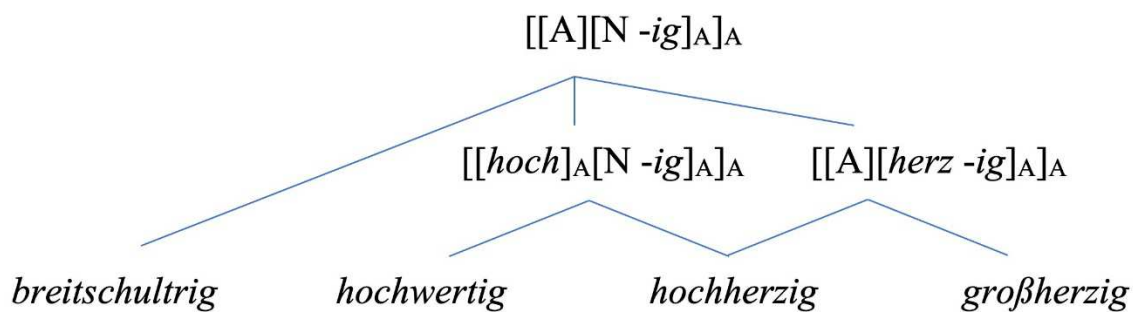 [[A][N -ig]A]A
[[hoch]A[N -ig]A]A [[A][herz -ig]A]A
breitschultrig hochwertig hochherzig großherzig